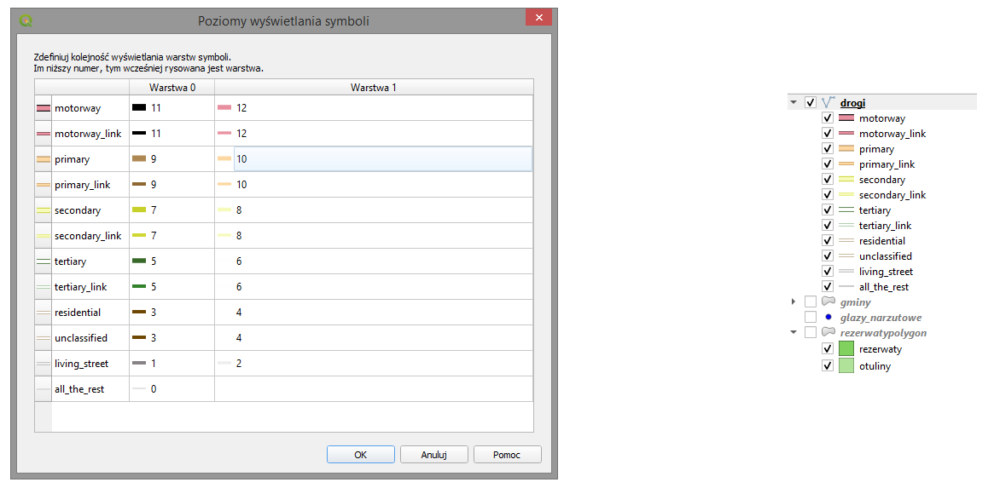 Poziomy wyświetlania symboli
Zdefiniuj kolejność wyświetlania warstw symboli.
Im niższy numer, tym wcześniej rysowana jest warstwa.
Warstwa 0 Warstwa 1
motorway 11 12
motorway_link 11 12
primary 9 10
primary_link 9 10
secondary 7 8
secondary_link 7 8
tertiary 5 6
tertiary_link 5 6
residential 3 4
unclassified 3 4
living_street 1 2
all_the_rest 0
OK Anuluj Pomoc
drogi
motorway
motorway_link
primary
primary_link
secondary
secondary_link
tertiary
tertiary_link
residential
unclassified
living_street
all_the_rest
gminy
glazy_narzutowe
rezerwatypolygon
rezerwaty
otuliny